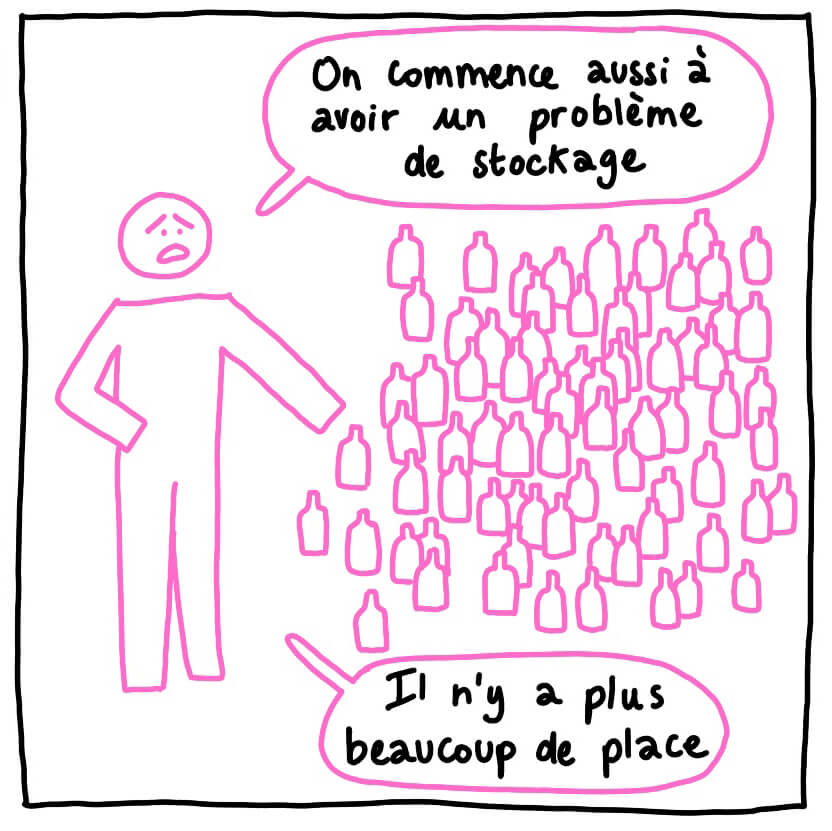 On commence aussi à
avoir un problème
de stockage
Il n'y a plus
beaucoup de place